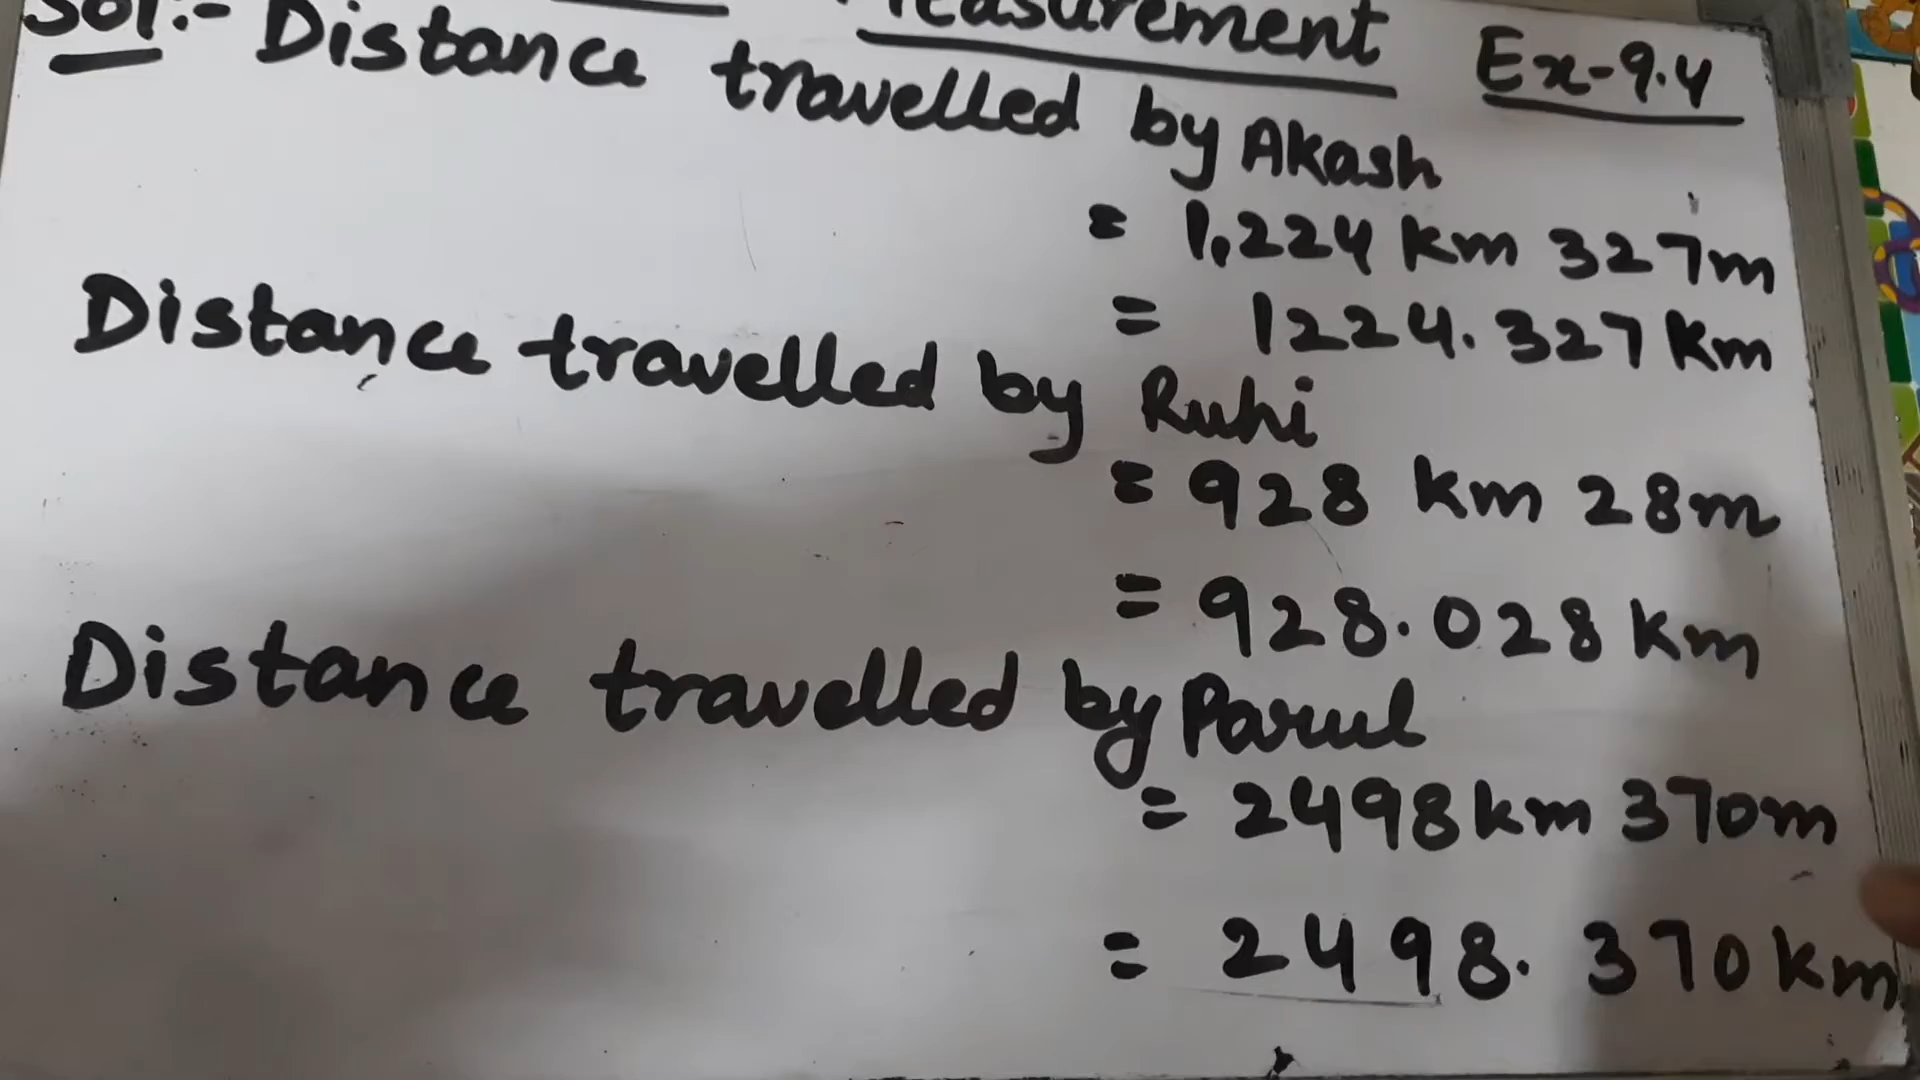 Measurement Ex-9.4
Sol:- Distance travelled by Akash
= 1,224 km 327m
= 1224.327 Km
Distance travelled by Ruhi
= 928 km 28m
= 928.028 km
Distance travelled by Parul
= 2498 km 370m
= 2498.370 km